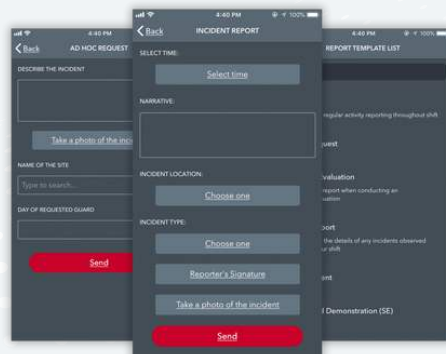 4:40 PM
Back
AD HOC REQUEST
DESCRIBE THE INCIDENT
Take a photo of the inci
NAME OF THE SITE
Type to search...
DAY OF REQUESTED GUARD
Send
4:40 PM
100%
Back
INCIDENT REPORT
SELECT TIME:
Select time
NARRATIVE:
INCIDENT LOCATION:
Choose one
INCIDENT TYPE:
Choose one
Reporter's Signature
Take a photo of the incident
Send
4:40 PM
100%
REPORT TEMPLATE LIST
regular activity reporting throughout shift
uest
valuation
report when conducting an
uation
port
the details of any incidents observed
ur shift
ent
l Demonstration (SE)